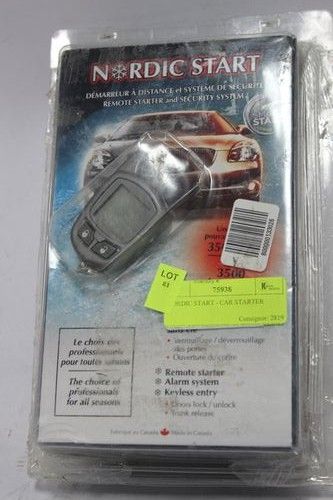 NORDIC START
DÉMARREUR À DISTANCE et SYSTÈME DE SÉCURITÉ
REMOTE STARTER and SECURITY SYSTEM
LOT
75938
RDIC START - CAR STARTER
Consignor: 2819
3500
Le choix des
professionnels
pour toutes saisons
The choice of
professionals
for all seasons
• Verrouillage / déverrouillage
des portes
• Ouverture du coffre
Remote starter
Alarm system
Keyless entry
• Doors lock / unlock
• Trunk release
Fabriqué au Canada Made in Canada